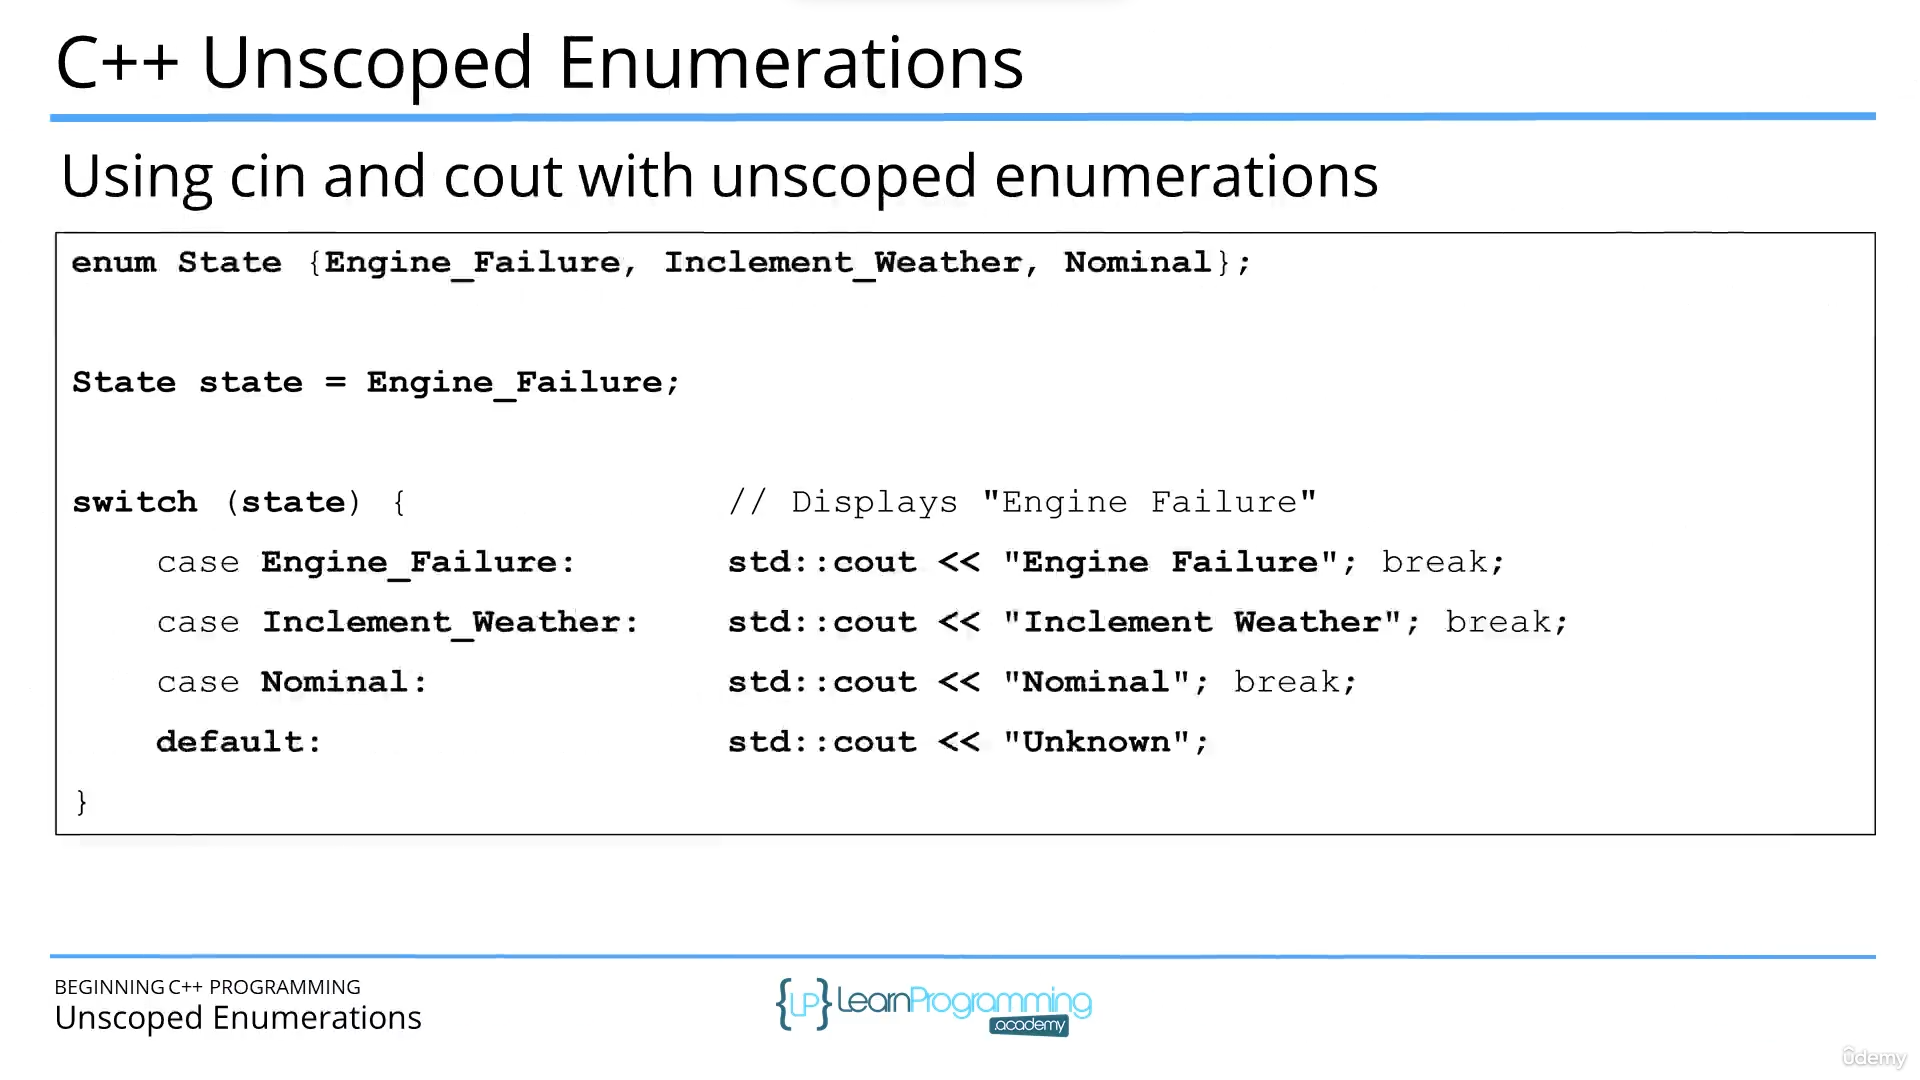 C++ Unscoped Enumerations
Using cin and cout with unscoped enumerations
enum State {Engine_Failure, Inclement_Weather, Nominal};
State state = Engine_Failure;
switch (state) { // Displays "Engine Failure"
case Engine_Failure: std::cout << "Engine Failure"; break;
case Inclement_Weather: std::cout << "Inclement Weather"; break;
case Nominal: std::cout << "Nominal"; break;
default: std::cout << "Unknown";
}
BEGINNING C++ PROGRAMMING
Unscoped Enumerations
{LP} LearnProgramming
.academy
ûdemy